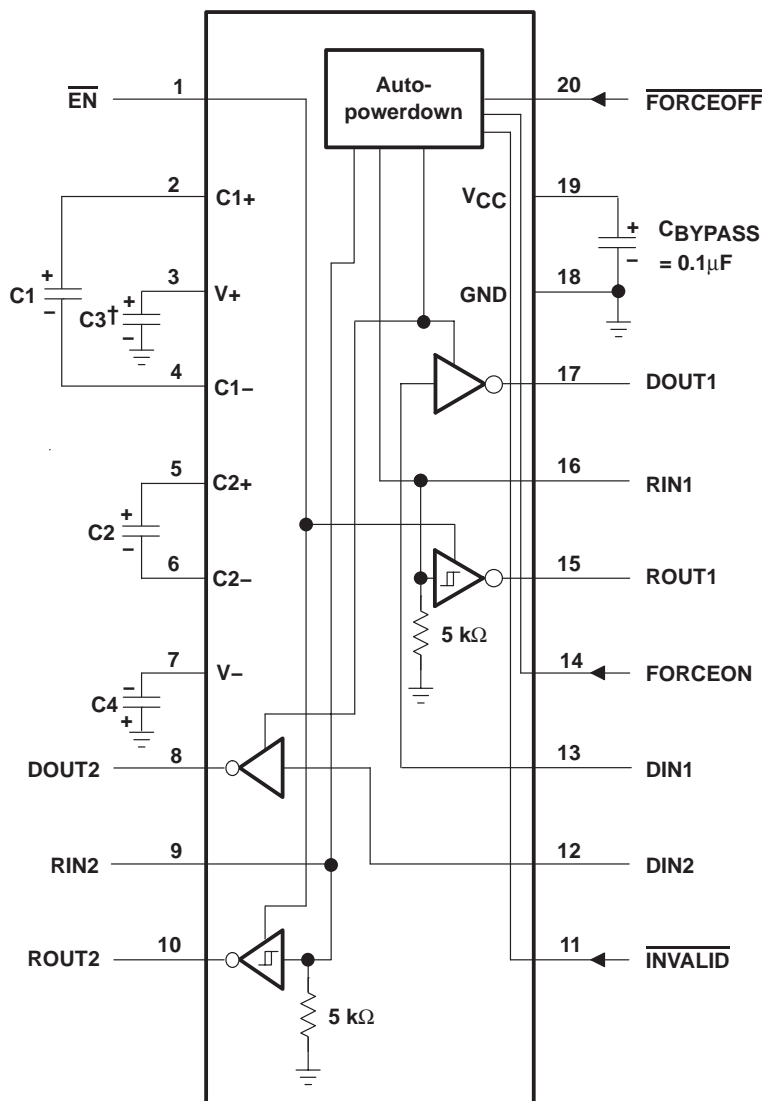 Auto-
powerdown
1
EN
20
FORCEOFF
2
C1+
VCC
19
+
CBYPASS
–
= 0.1µF
+
C1
–
3
V+
+
C3†
–
GND
18
4
C1–
17
DOUT1
5
C2+
16
RIN1
+
C2
–
6
C2–
15
ROUT1
5 kΩ
7
V–
–
C4
+
14
FORCEON
DOUT2
8
13
DIN1
RIN2
9
12
DIN2
ROUT2
10
11
INVALID
5 kΩ